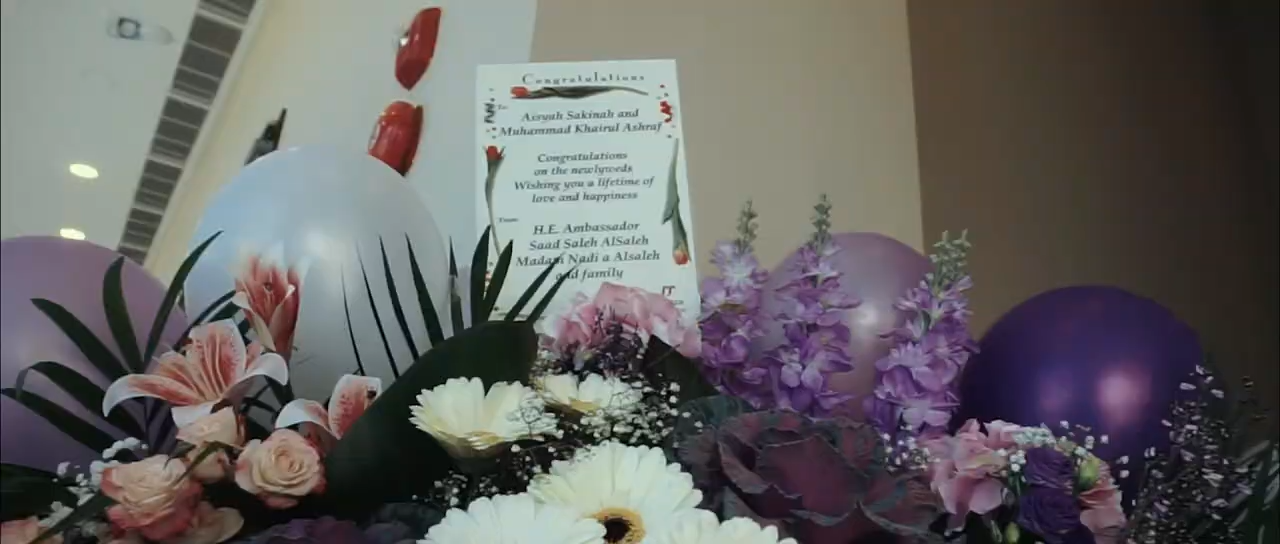 Congratulations
To:
Aisyah Sakinah and
Muhammad Khairul Ashraf
Congratulations
on the newlyweds
Wishing you a lifetime of
love and happiness
From:
H.E. Ambassador
Saad Saleh AlSaleh
Madam Nadi a Alsaleh
and family